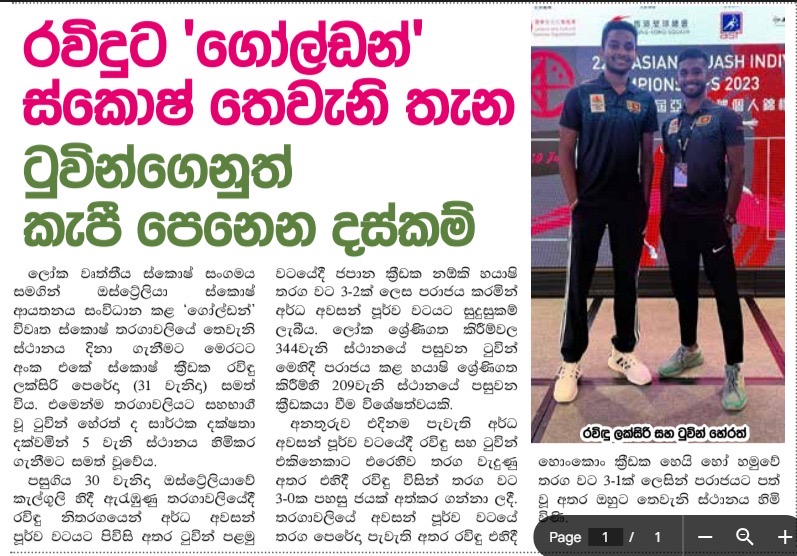 රවිඳුට 'ගෝල්ඩන්'
ස්කොෂ් තෙවැනි තැන
ටුවින්ගෙනුත්
කැපී පෙනෙන දස්කම්
ලෝක වෘත්තීය ස්කොෂ් සංගමය
සමගින් ඔස්ට්‍රේලියා ස්කොෂ්
ආයතනය සංවිධාන කළ ‘ගෝල්ඩන්’
විවෘත ස්කොෂ් තරගාවලියේ තෙවැනි
ස්ථානය දිනා ගැනීමට මෙරටට
අංක එකේ ස්කොෂ් ක්‍රීඩක රවිඳු
ලක්සිරි පෙරේදා (31 වැනිදා) සමත්
විය. එමෙන්ම තරගාවලියට සහභාගී
වූ ටුවින් හේරත් ද සාර්ථක දක්ෂතා
දක්වමින් 5 වැනි ස්ථානය හිමිකර
ගැනීමට සමත් වූවේය.
පසුගිය 30 වැනිදා ඔස්ට්‍රේලියාවේ
කැල්ගූලි හිදී ඇරඹුණු තරගාවලියේදී
රවිඳු නිතරගයෙන් අර්ධ අවසන්
පූර්ව වටයට පිවිසි අතර ටුවින් පළමු
වටයේදී ජපාන ක්‍රීඩක නඕකි හයාෂි
තරග වට 3-2ක් ලෙස පරාජය කරමින්
අර්ධ අවසන් පූර්ව වටයට සුදුසුකම්
ලැබීය. ලෝක ශ්‍රේණිගත කිරීම්වල
344වැනි ස්ථානයේ පසුවන ටුවින්
මෙහිදී පරාජය කළ හයාෂි ශ්‍රේණිගත
කිරීම්හි 209වැනි ස්ථානයේ පසුවන
ක්‍රීඩකයා වීම විශේෂත්වයකි.
අනතුරුව එදිනම පැවැති අර්ධ
අවසන් පූර්ව වටයේදී රවිඳු සහ ටුවින්
එකිනෙකාට එරෙහිව තරග වැදුණු
අතර එහිදී රවිඳු විසින් තරග වට
3-0ක පහසු ජයක් අත්කර ගන්නා ලදී.
තරගාවලියේ අවසන් පූර්ව වටයේ
තරග පෙරේදා පැවැති අතර රවිඳු එහිදී
2 ASIAN SQUASH INDIV
MPIONSHIPS 2023
රවිඳු ලක්සිරි සහ ටුවින් හේරත්
හොංකොං ක්‍රීඩක හෙයි හෝ හමුවේ
තරග වට 3-1ක් ලෙසින් පරාජයට පත්
වූ අතර ඔහුට තෙවැනි ස්ථානය හිමි
Page 1 / 1